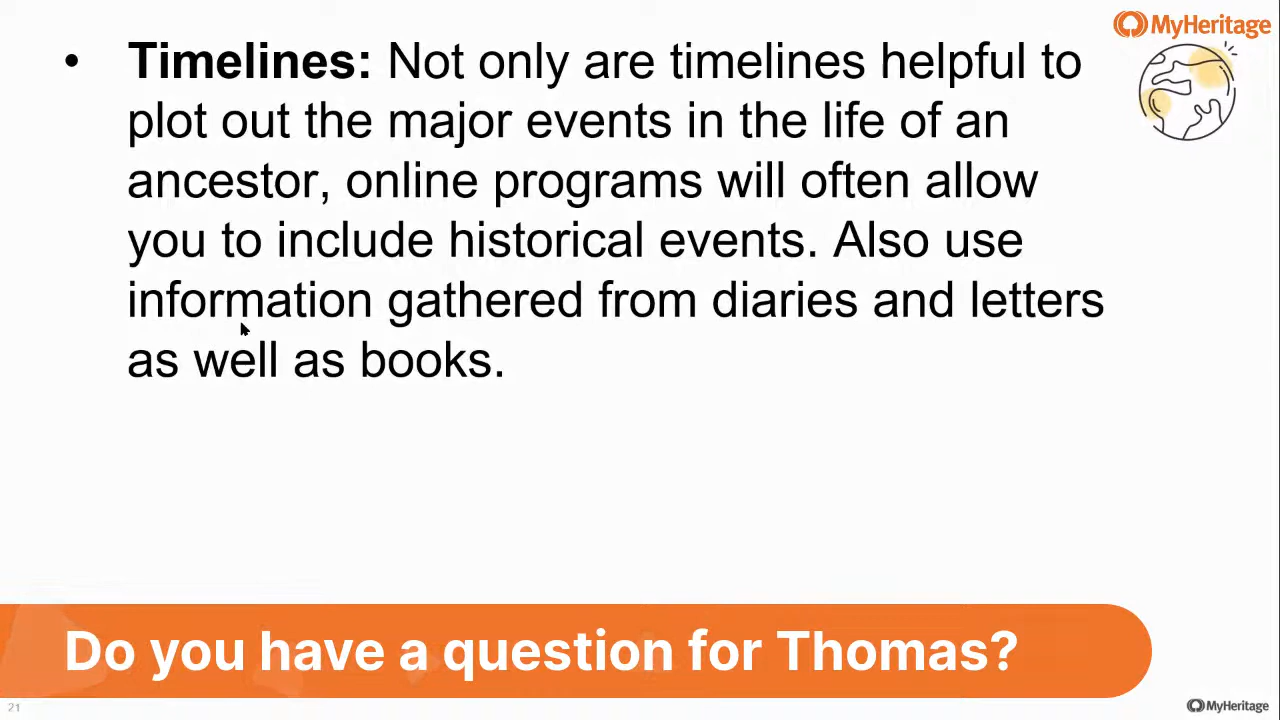 MyHeritage
• Timelines: Not only are timelines helpful to
plot out the major events in the life of an
ancestor, online programs will often allow
you to include historical events. Also use
information gathered from diaries and letters
as well as books.
Do you have a question for Thomas?
21
MyHeritage